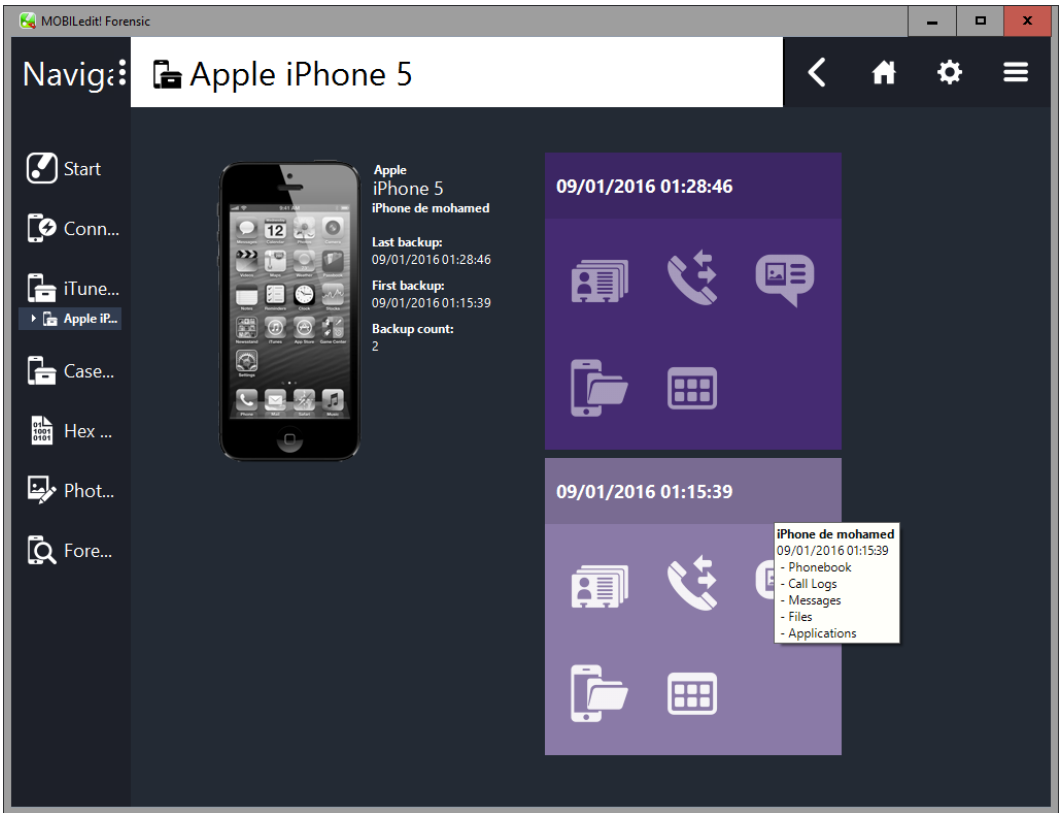 MOBILedit! Forensic
Naviga
Apple iPhone 5
Start
Conn...
iTune...
Apple iP...
Case...
Hex ...
Phot...
Fore...
Apple
iPhone 5
iPhone de mohamed
Last backup:
09/01/2016 01:28:46
First backup:
09/01/2016 01:15:39
Backup count:
2
09/01/2016 01:28:46
09/01/2016 01:15:39
iPhone de mohamed
09/01/2016 01:15:39
- Phonebook
- Call Logs
- Messages
- Files
- Applications